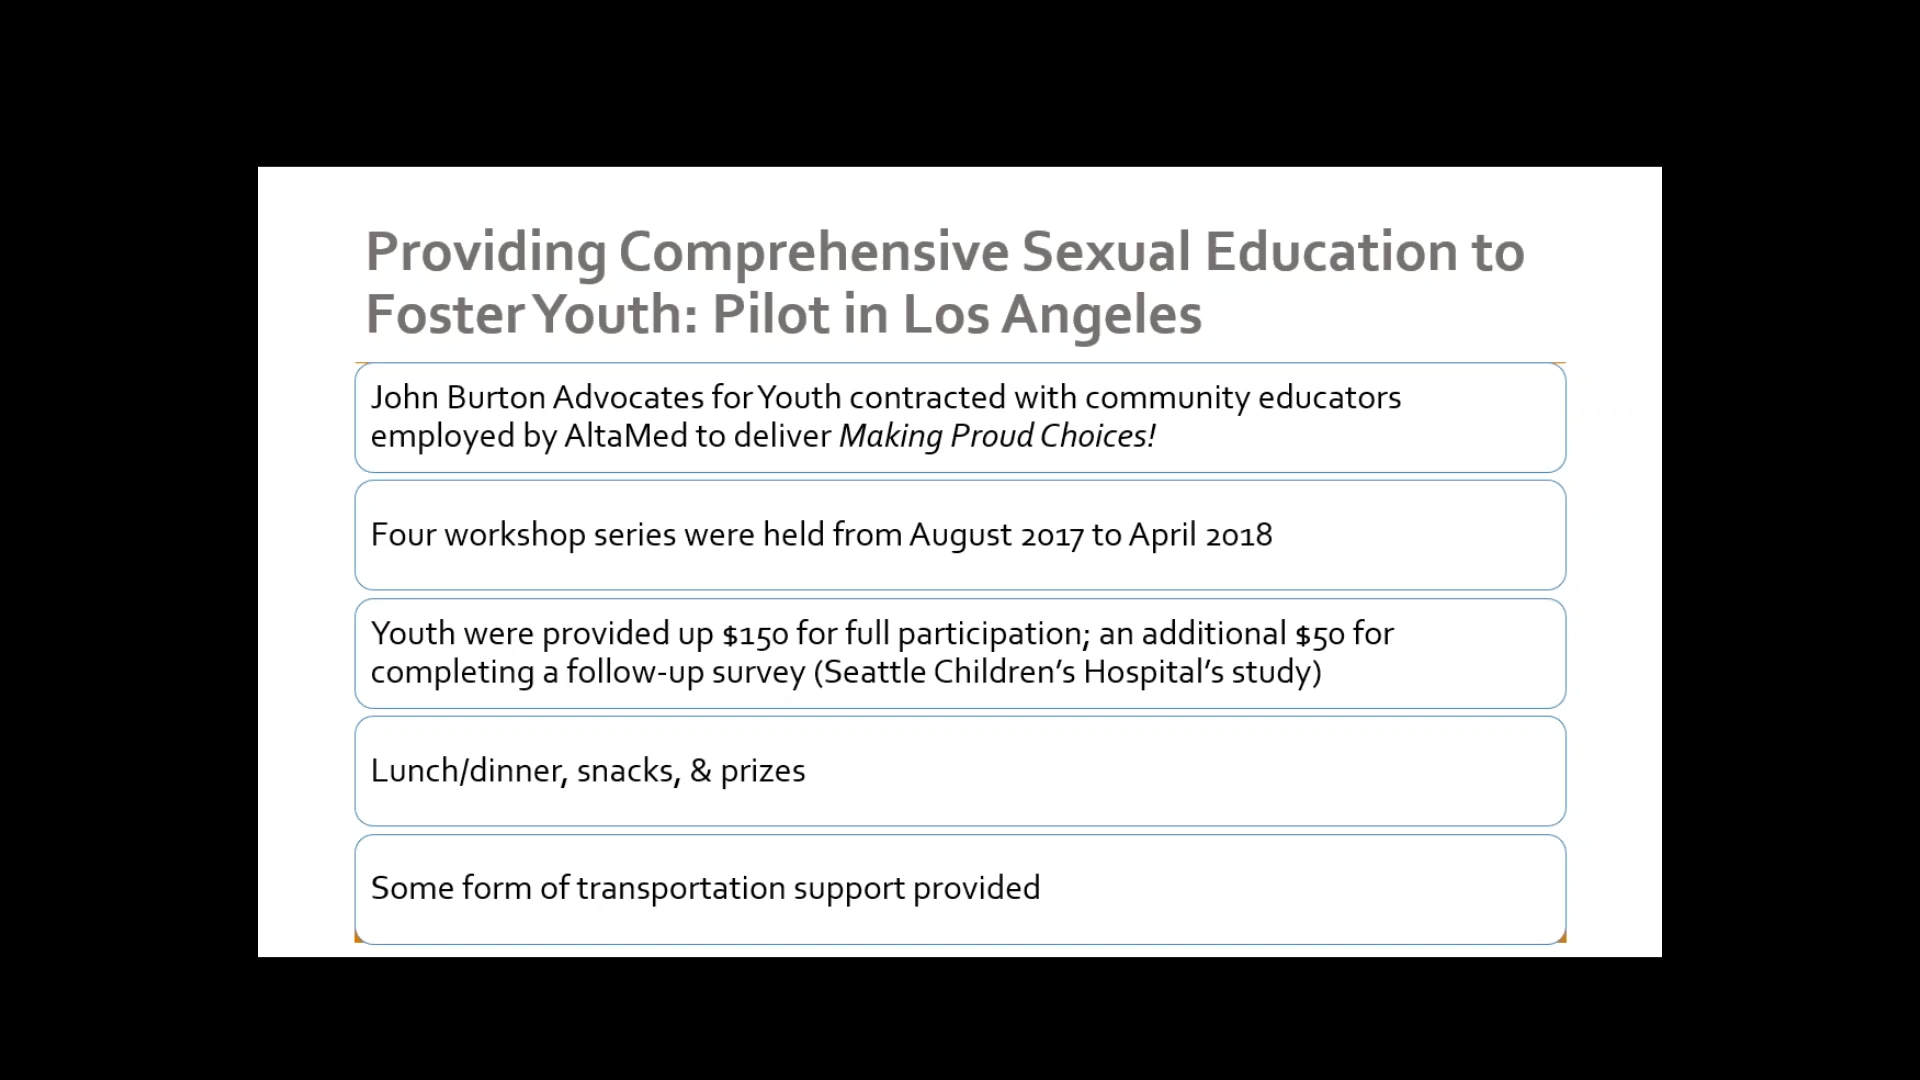 Providing Comprehensive Sexual Education to
Foster Youth: Pilot in Los Angeles
John Burton Advocates for Youth contracted with community educators
employed by AltaMed to deliver Making Proud Choices!
Four workshop series were held from August 2017 to April 2018
Youth were provided up $150 for full participation; an additional $50 for
completing a follow-up survey (Seattle Children’s Hospital’s study)
Lunch/dinner, snacks, & prizes
Some form of transportation support provided